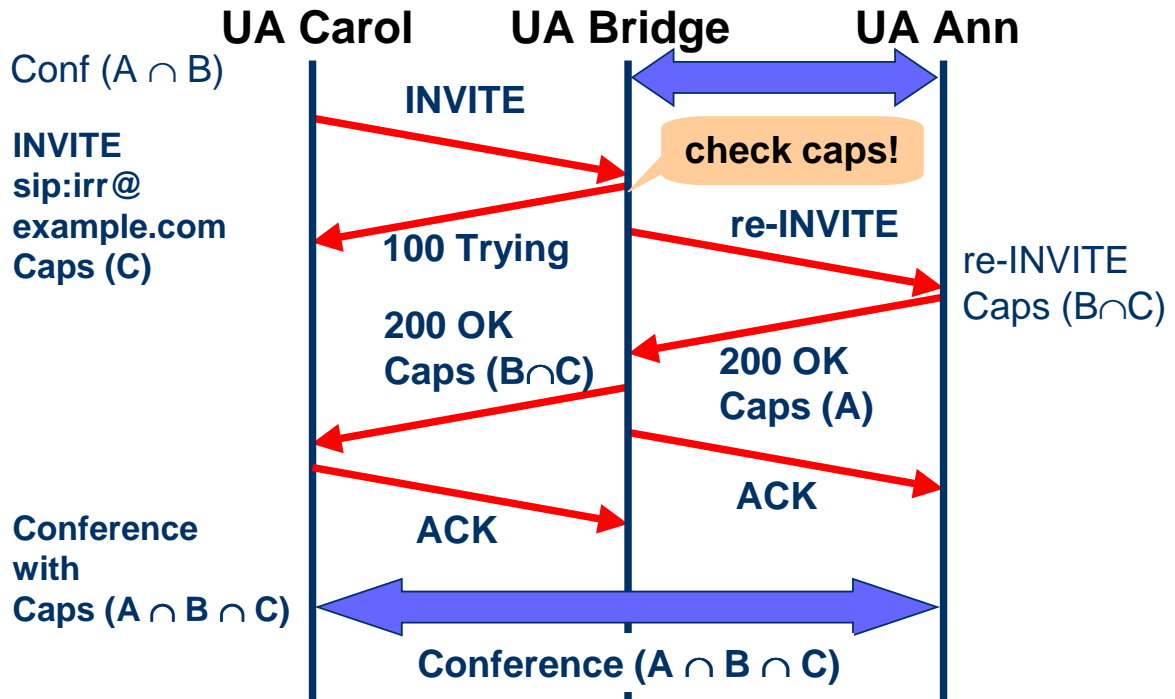 UA Carol
UA Bridge
UA Ann
Conf (A ∩ B)
INVITE
INVITE
sip:irr@
example.com
Caps (C)
check caps!
100 Trying
re-INVITE
re-INVITE
Caps (B∩C)
200 OK
Caps (B∩C)
200 OK
Caps (A)
ACK
ACK
Conference
with
Caps (A ∩ B ∩ C)
Conference (A ∩ B ∩ C)